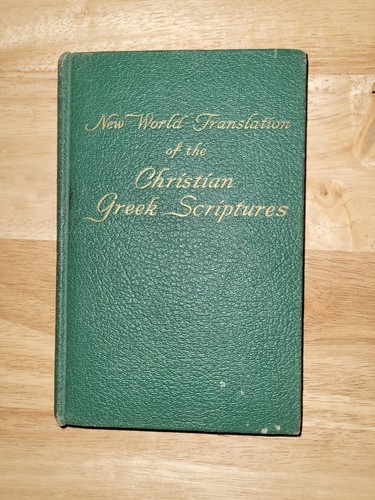 New World Translation
of the
Christian
Greek Scriptures